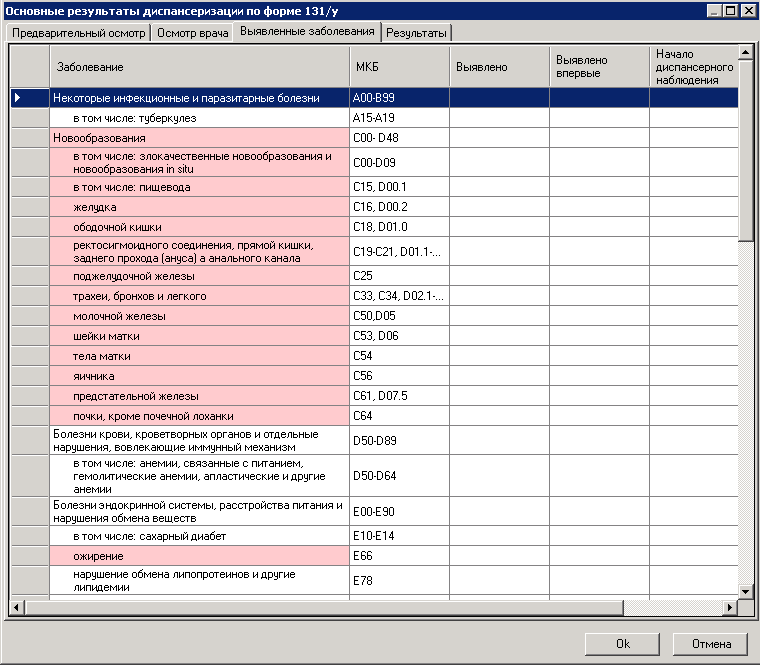 Основные результаты диспансеризации по форме 131/у
Предварительный осмотр Осмотр врача Выявленные заболевания Результаты
Заболевание МКБ Выявлено Выявлено впервые Начало диспансерного наблюдения
Некоторые инфекционные и паразитарные болезни A00-B99
в том числе: туберкулез A15-A19
Новообразования C00- D48
в том числе: злокачественные новообразования и
новообразования in situ C00-D09
в том числе: пищевода C15, D00.1
желудка C16, D00.2
ободочной кишки C18, D01.0
ректосигмоидного соединения, прямой кишки,
заднего прохода (ануса) а анального канала C19-C21, D01.1-...
поджелудочной железы C25
трахеи, бронхов и легкого C33, C34, D02.1-...
молочной железы C50,D05
шейки матки C53, D06
тела матки C54
яичника C56
предстательной железы C61, D07.5
почки, кроме почечной лоханки C64
Болезни крови, кроветворных органов и отдельные
нарушения, вовлекающие иммунный механизм D50-D89
в том числе: анемии, связанные с питанием,
гемолитические анемии, апластические и другие
анемии D50-D64
Болезни эндокринной системы, расстройства питания и
нарушения обмена веществ E00-E90
в том числе: сахарный диабет E10-E14
ожирение E66
нарушение обмена липопротеинов и другие
липидемии E78
Ok Отмена